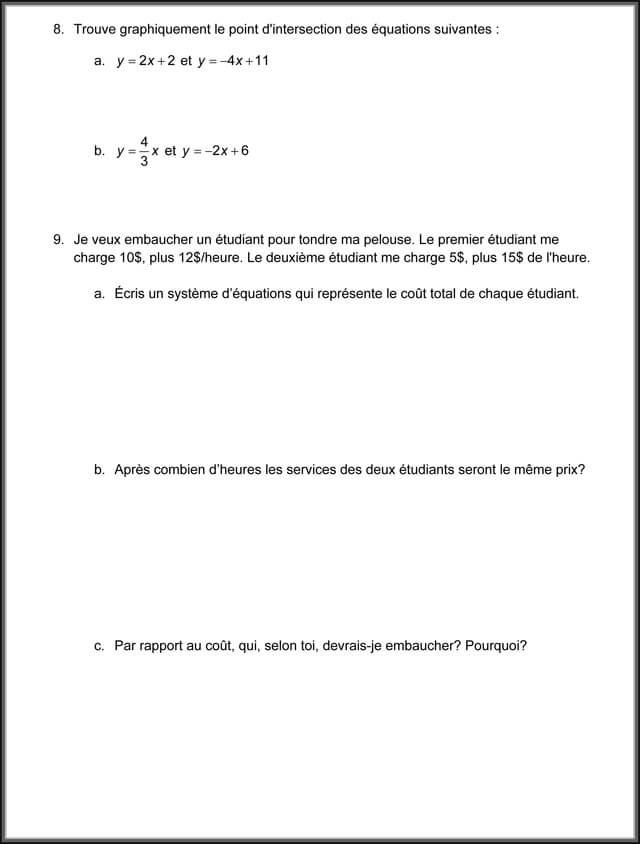 8. Trouve graphiquement le point d'intersection des équations suivantes :
a. y = 2x + 2 et y = –4x + 11
b. y = 4/3 x et y = –2x + 6
9. Je veux embaucher un étudiant pour tondre ma pelouse. Le premier étudiant me
charge 10$, plus 12$/heure. Le deuxième étudiant me charge 5$, plus 15$ de l'heure.
a. Écris un système d'équations qui représente le coût total de chaque étudiant.
b. Après combien d'heures les services des deux étudiants seront le même prix?
c. Par rapport au coût, qui, selon toi, devrais-je embaucher? Pourquoi?